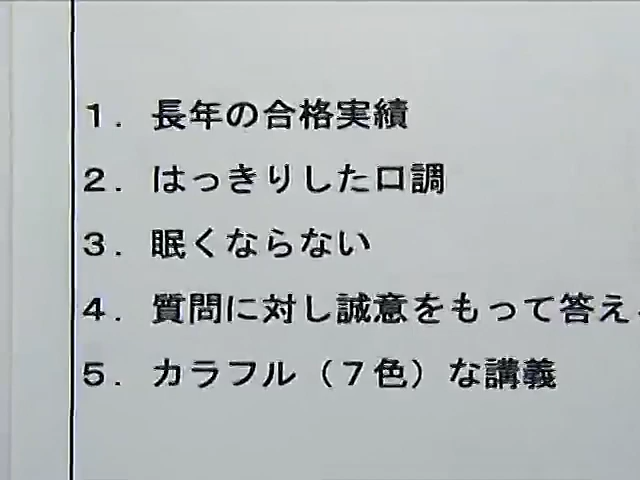 １．長年の合格実績
２．はっきりした口調
３．眠くならない
４．質問に対し誠意をもって答え
５．カラフル（７色）な講義